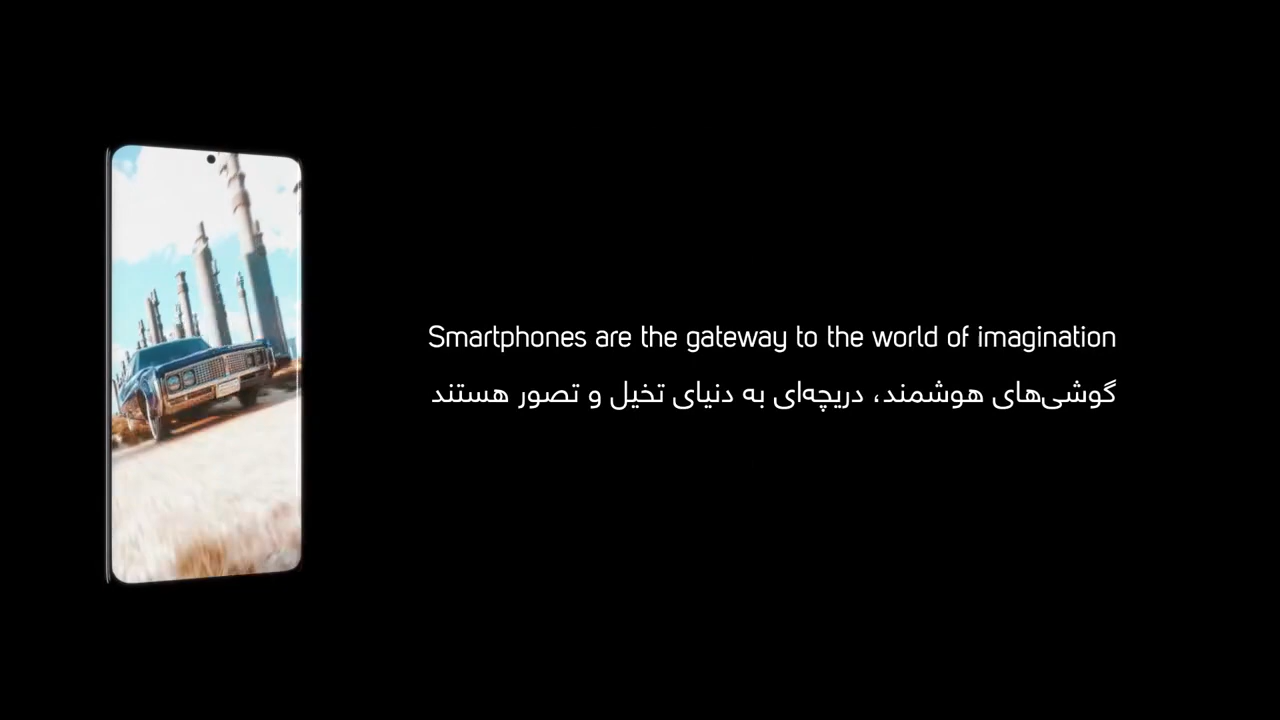 Smartphones are the gateway to the world of imagination
گوشی‌های هوشمند، دریچه‌ای به دنیای تخیل و تصور هستند